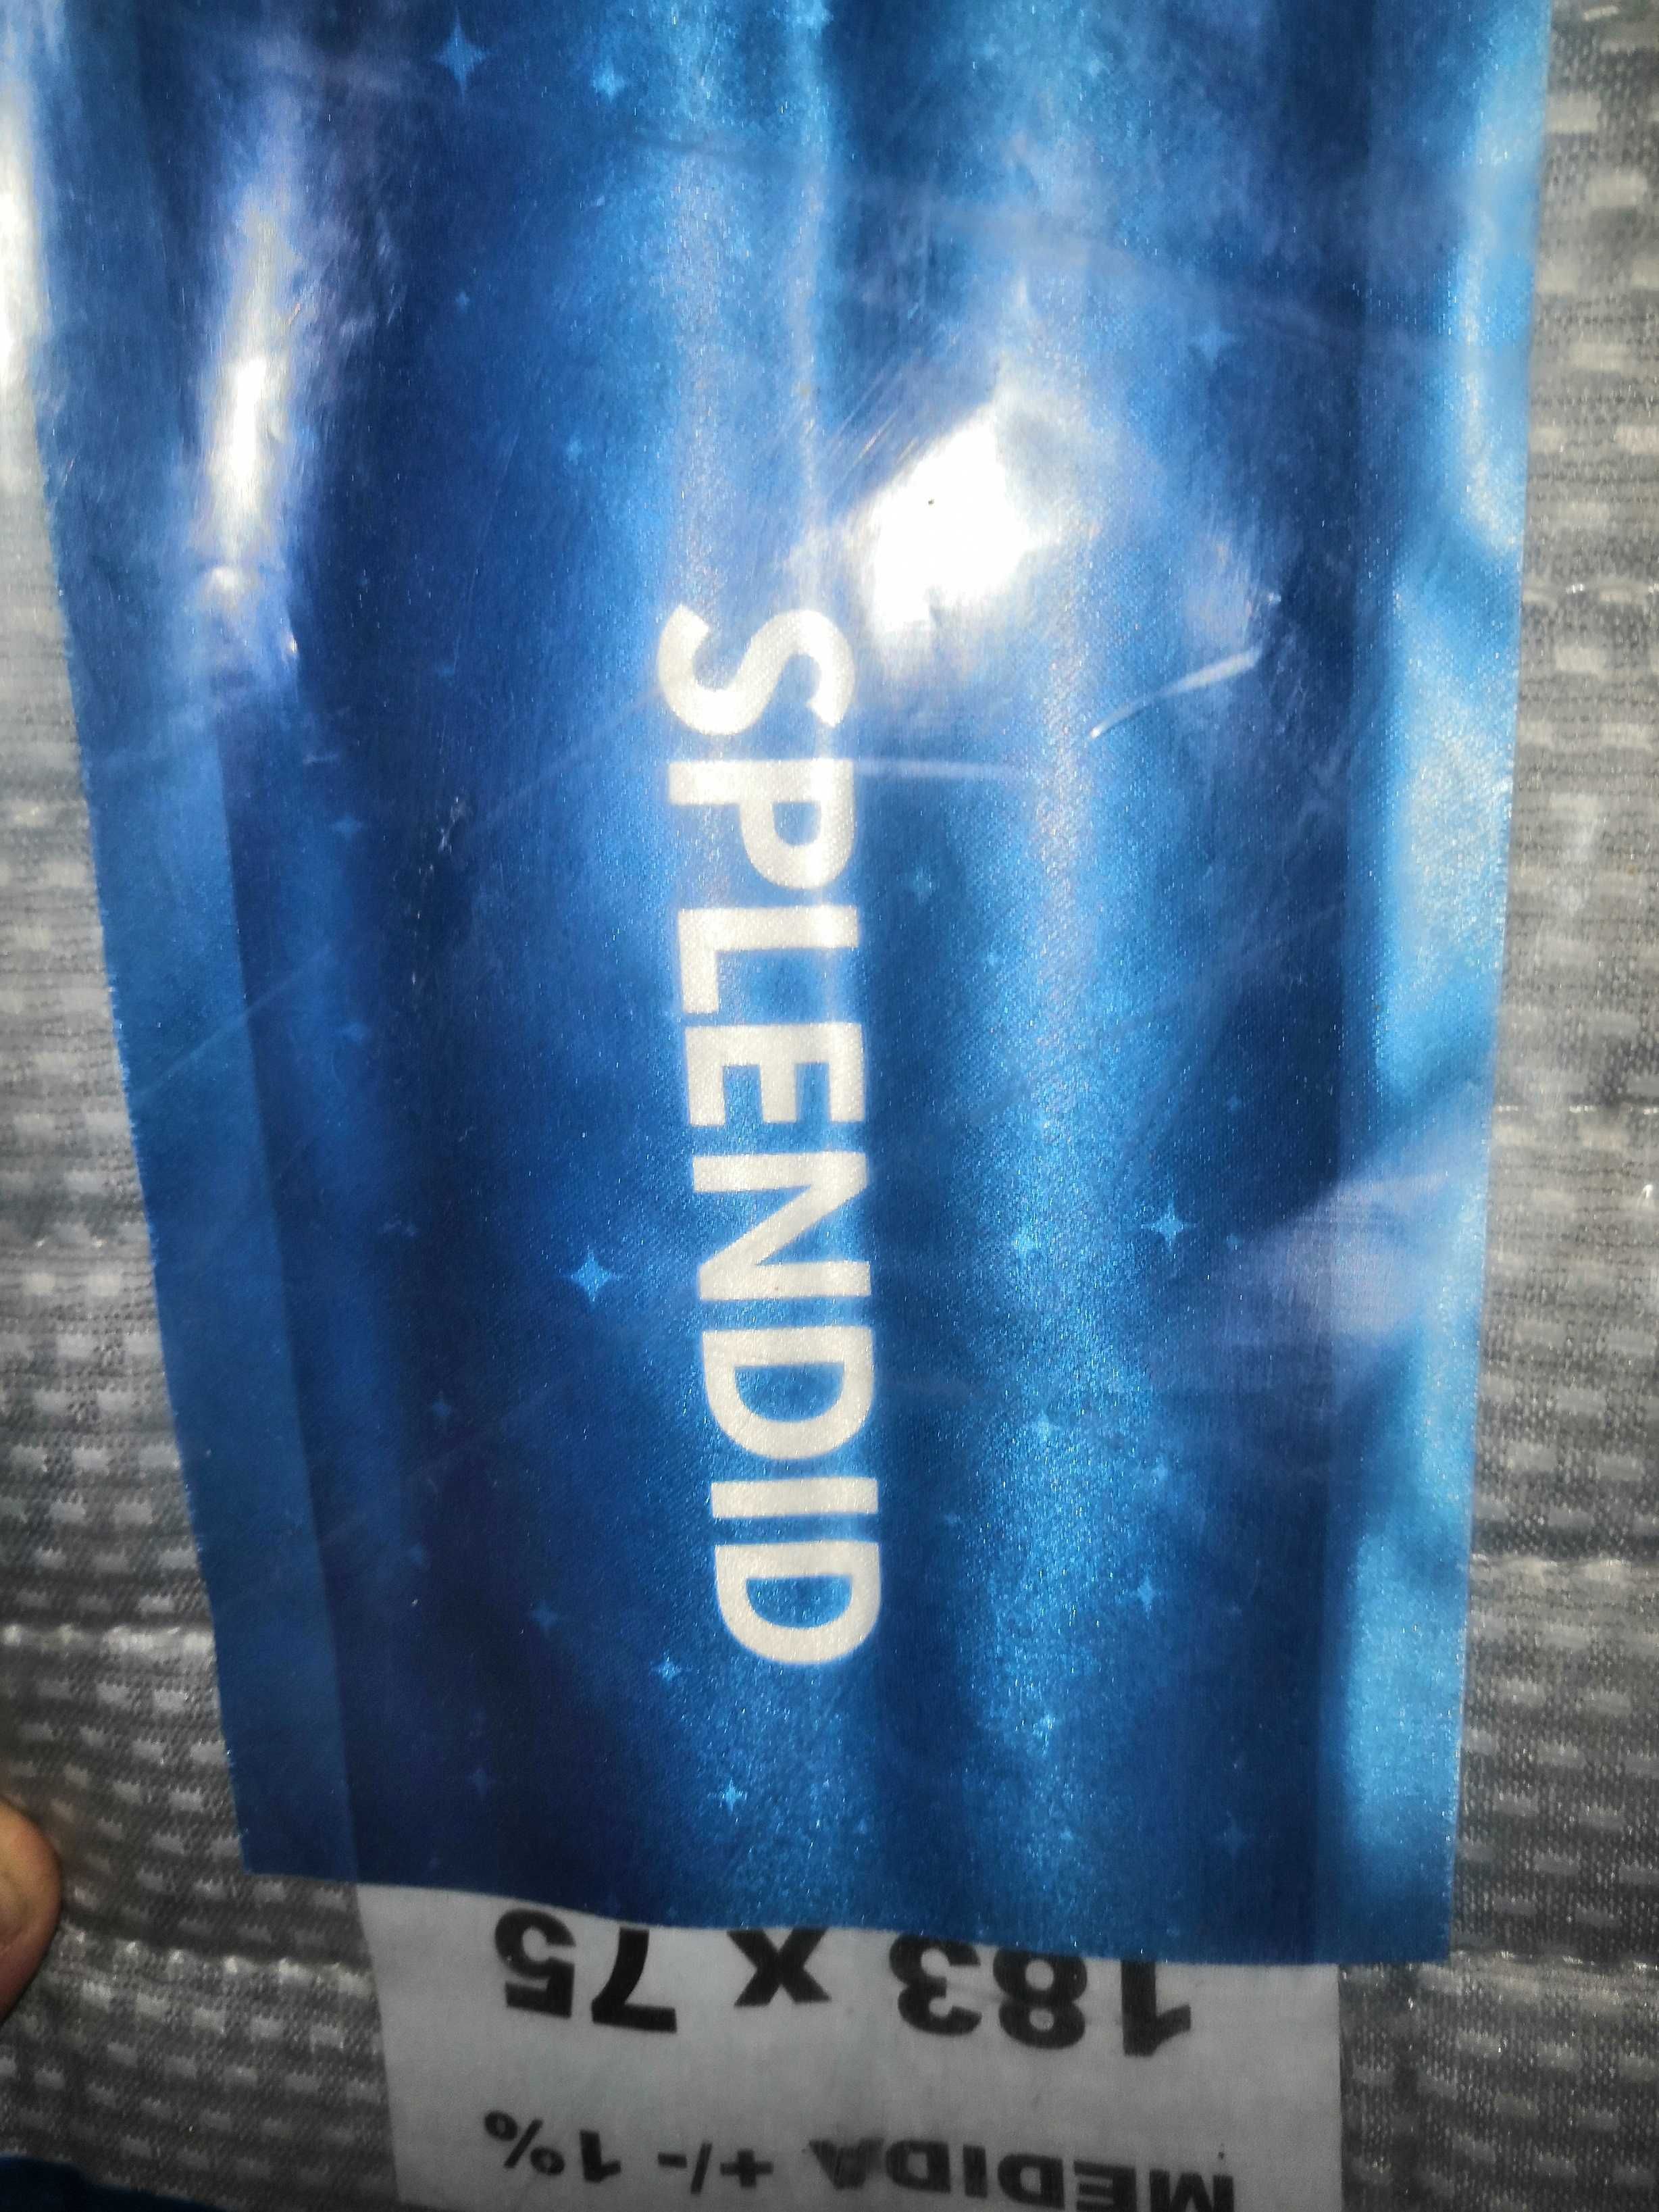 SPLENDID
183 x 75
MEDIDA +/- 1%